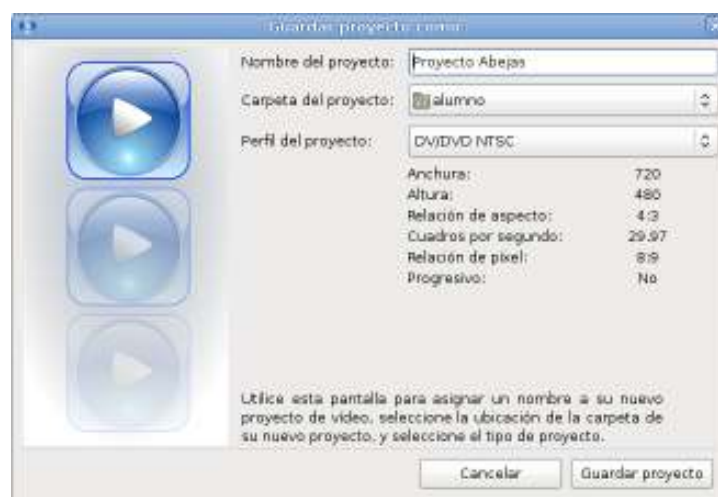 Guardar proyecto como
Nombre del proyecto: Proyecto Abejas
Carpeta del proyecto: alumno
Perfil del proyecto: DV/DVD NTSC
Anchura: 720
Altura: 480
Relación de aspecto: 4:3
Cuadros por segundo: 29.97
Relación de pixel: 8:9
Progresivo: No
Utilice esta pantalla para asignar un nombre a su nuevo
proyecto de vídeo, seleccione la ubicación de la carpeta de
su nuevo proyecto, y seleccione el tipo de proyecto.
Cancelar Guardar proyecto